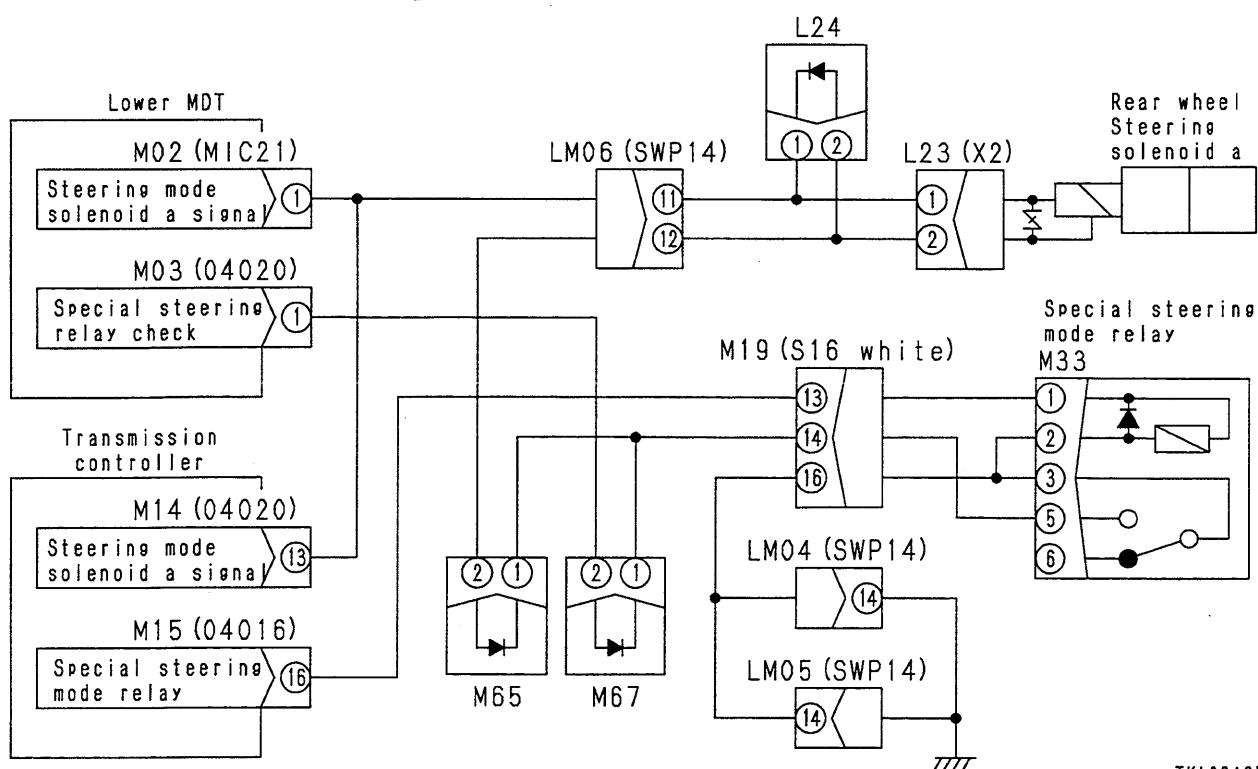 L24
Lower MDT
Rear wheel
Steering
solenoid a
M02 (MIC21)
LM06 (SWP14)
1
2
L23 (X2)
Steering mode
solenoid a signal
1
11
1
12
2
M03 (04020)
Special steering
relay check
1
Special steering
mode relay
M19 (S16 white)
M33
13
1
Transmission
controller
14
2
16
3
M14 (04020)
5
Steering mode
solenoid a signal
13
LM04 (SWP14)
6
2
1
2
1
14
M15 (04016)
Special steering
mode relay
16
LM05 (SWP14)
M65
M67
14